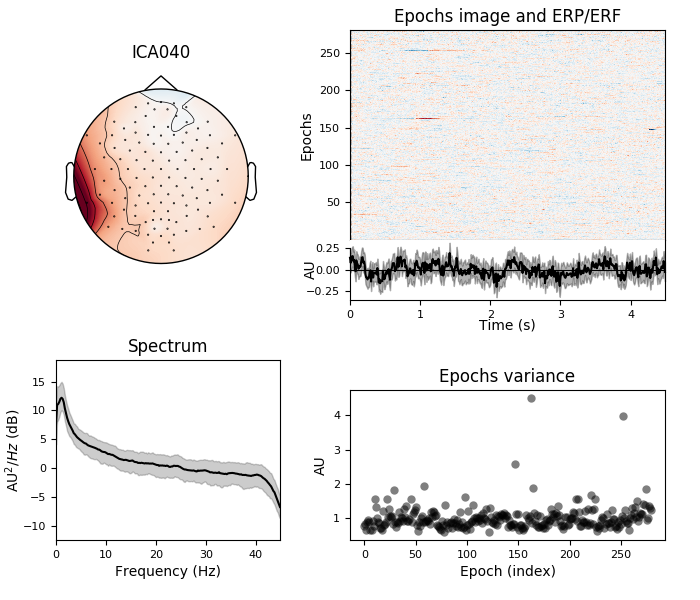 ICA040
Epochs image and ERP/ERF
Epochs
250
200
150
100
50
AU
0.25
0.00
−0.25
0 1 2 3 4
Time (s)
Spectrum
AU²/Hz (dB)
15
10
5
0
−5
−10
0 10 20 30 40
Frequency (Hz)
Epochs variance
AU
4
3
2
1
0 50 100 150 200 250
Epoch (index)